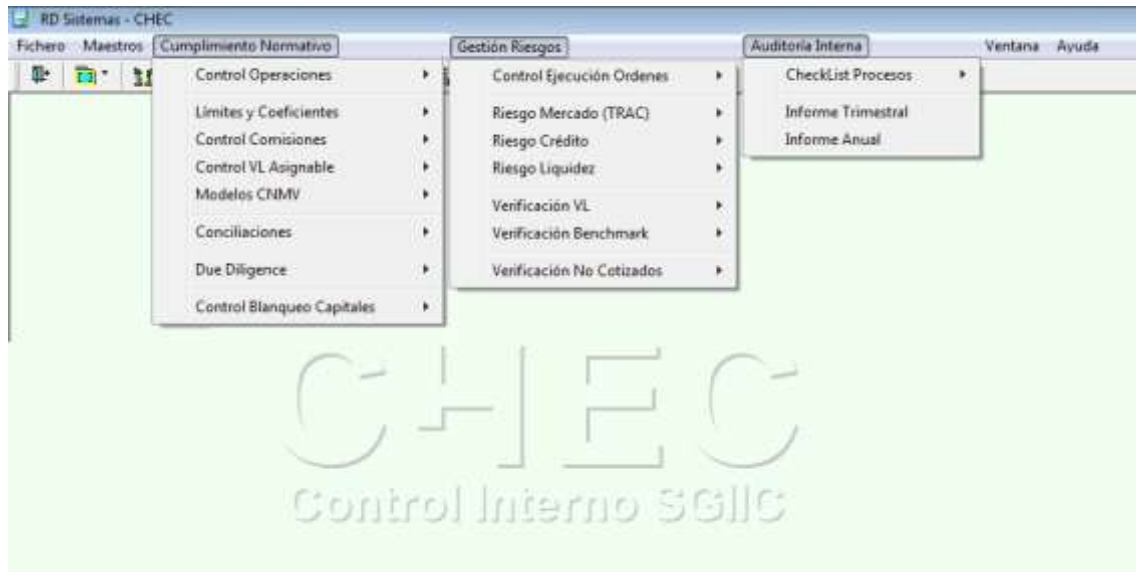 RD Sistemas - CHEC
Fichero Maestros Cumplimiento Normativo Gestión Riesgos Auditoría Interna Ventana Ayuda
Control Operaciones
Límites y Coeficientes
Control Comisiones
Control VL Asignable
Modelos CNMV
Conciliaciones
Due Diligence
Control Blanqueo Capitales
Control Ejecución Ordenes
Riesgo Mercado (TRAC)
Riesgo Crédito
Riesgo Liquidez
Verificación VL
Verificación Benchmark
Verificación No Cotizados
CheckList Procesos
Informe Trimestral
Informe Anual
CHEC
Control Interno SGIIC